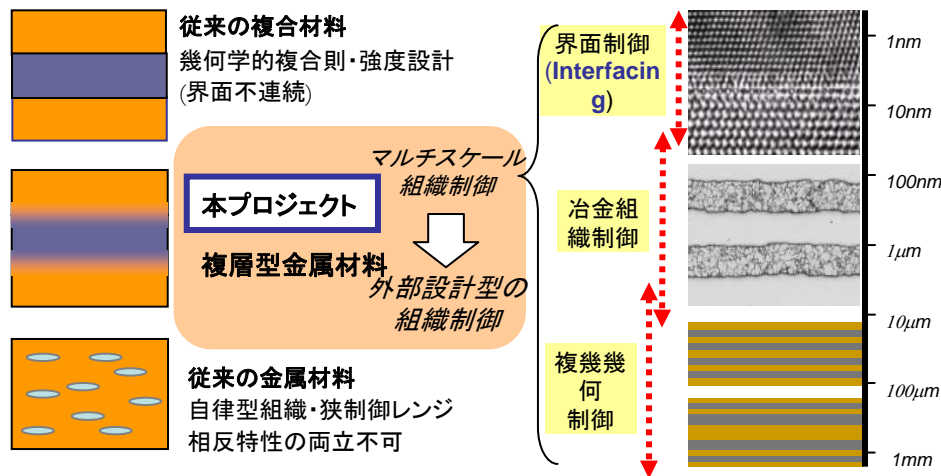 従来の複合材料
幾何学的複合則・強度設計
(界面不連続)
本プロジェクト
複層型金属材料
マルチスケール
組織制御
外部設計型の
組織制御
従来の金属材料
自律型組織・狭制御レンジ
相反特性の両立不可
界面制御
(Interfacin
g)
冶金組
織制御
複幾幾
何
制御
1nm
10nm
100nm
1μm
10μm
100μm
1mm